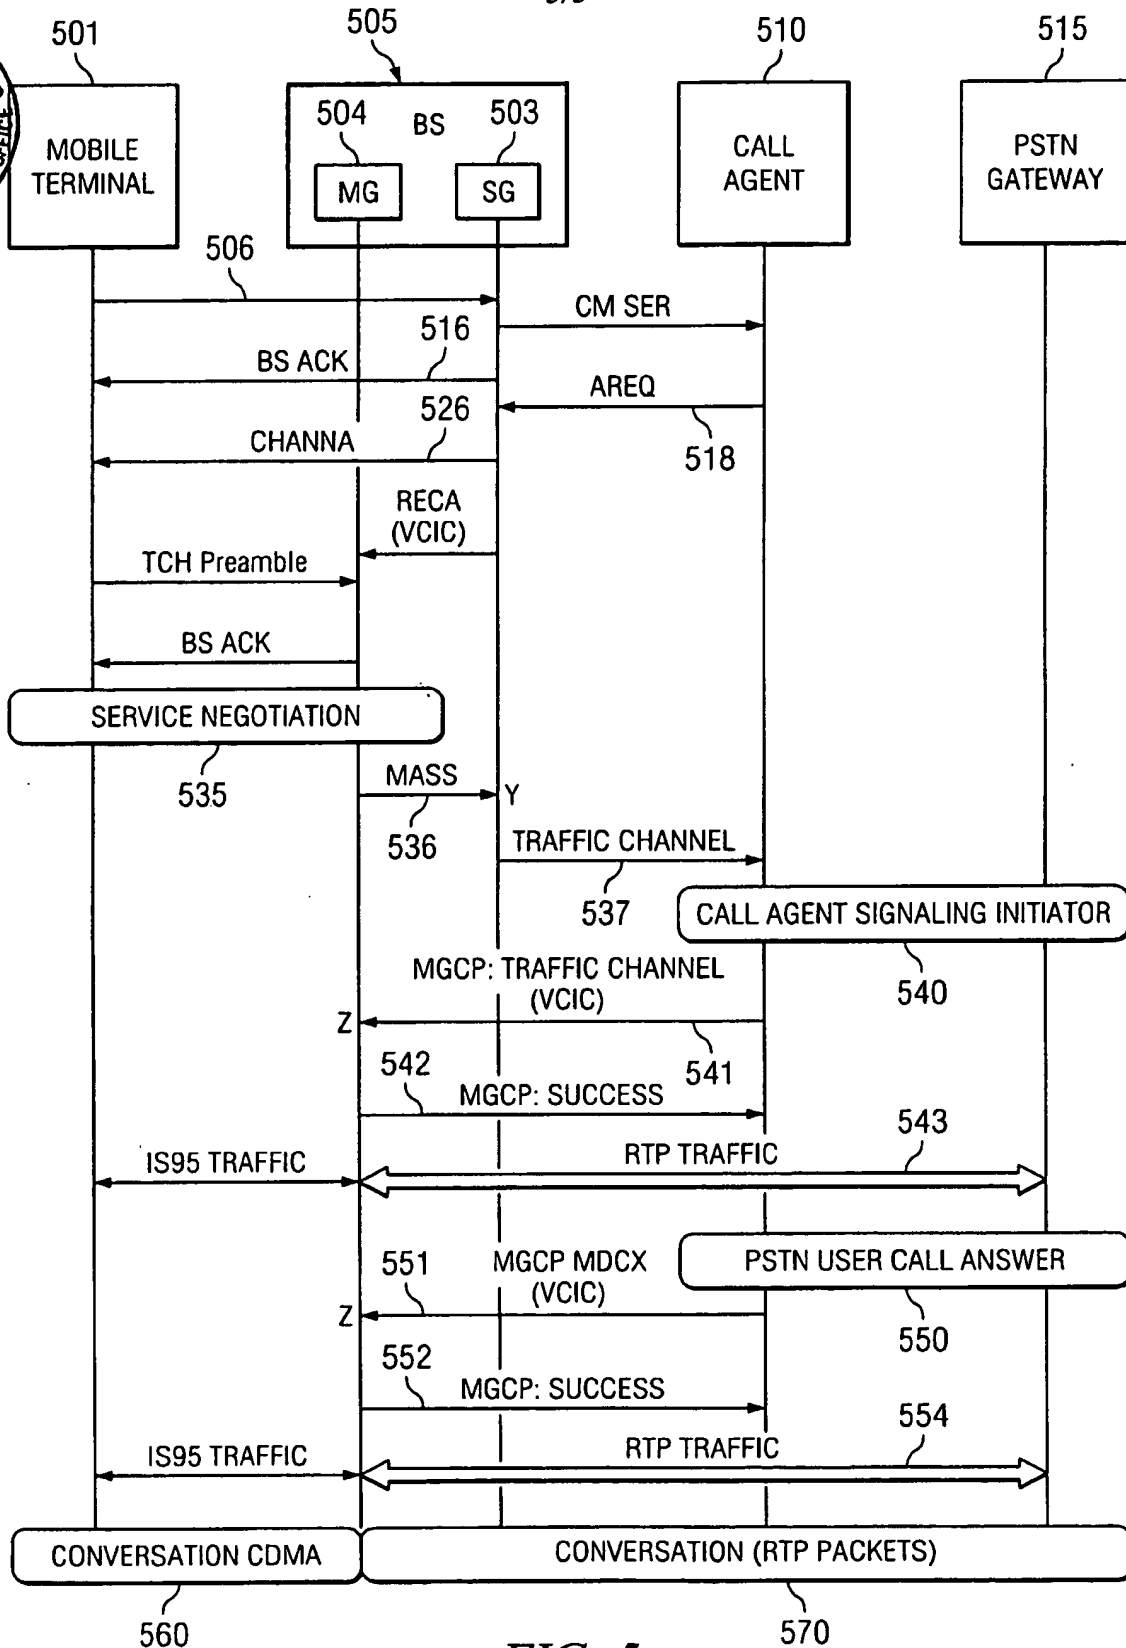 501
505
510
515
OFFICE
MOBILE
TERMINAL
504
BS
503
MG
SG
CALL
AGENT
PSTN
GATEWAY
506
CM SER
516
BS ACK
AREQ
526
518
CHANNA
RECA
(VCIC)
TCH Preamble
BS ACK
SERVICE NEGOTIATION
535
MASS
Y
536
TRAFFIC CHANNEL
537
CALL AGENT SIGNALING INITIATOR
540
MGCP: TRAFFIC CHANNEL
(VCIC)
Z
541
542
MGCP: SUCCESS
543
IS95 TRAFFIC
RTP TRAFFIC
551
MGCP MDCX
(VCIC)
PSTN USER CALL ANSWER
Z
550
552
MGCP: SUCCESS
554
IS95 TRAFFIC
RTP TRAFFIC
CONVERSATION CDMA
CONVERSATION (RTP PACKETS)
560
570